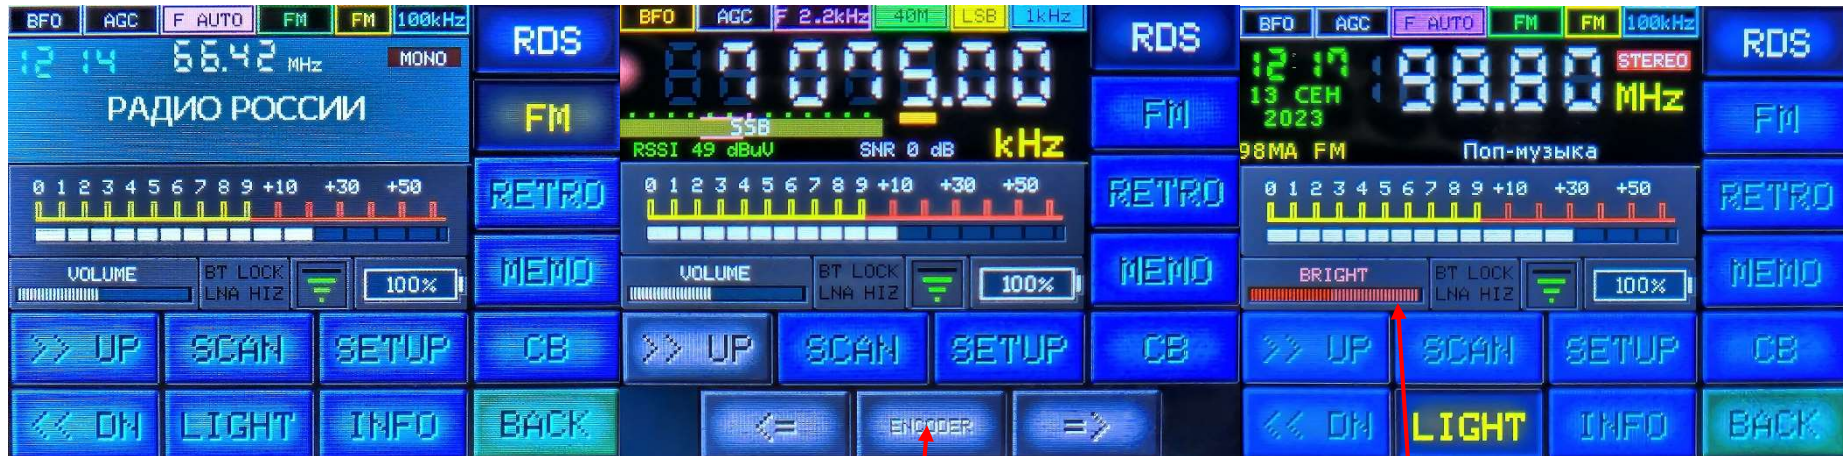 BFO AGC F AUTO FM FM 100kHz RDS
12 14 66.42 MHz MONO
РАДИО РОССИИ
FM
0 1 2 3 4 5 6 7 8 9 +10 +30 +50
RETRO
VOLUME BT LOCK
LNA HIZ
100%
MEMO
>> UP SCAN SETUP CB
<< DN LIGHT INFO BACK
BFO AGC F 2.2kHz 40M LSB 1kHz RDS
7075.00
FM
SSB
RSSI 49 dBuV SNR 0 dB kHz
0 1 2 3 4 5 6 7 8 9 +10 +30 +50
RETRO
VOLUME BT LOCK
LNA HIZ
100%
MEMO
>> UP SCAN SETUP CB
<= ENCODER =>
BFO AGC F AUTO FM FM 100kHz RDS
12:17 98.80 STEREO
MHz
13 СЕН
2023
FM
98MA FM Поп-музыка
0 1 2 3 4 5 6 7 8 9 +10 +30 +50
RETRO
BRIGHT BT LOCK
LNA HIZ
100%
MEMO
>> UP SCAN SETUP CB
<< DN LIGHT INFO BACK